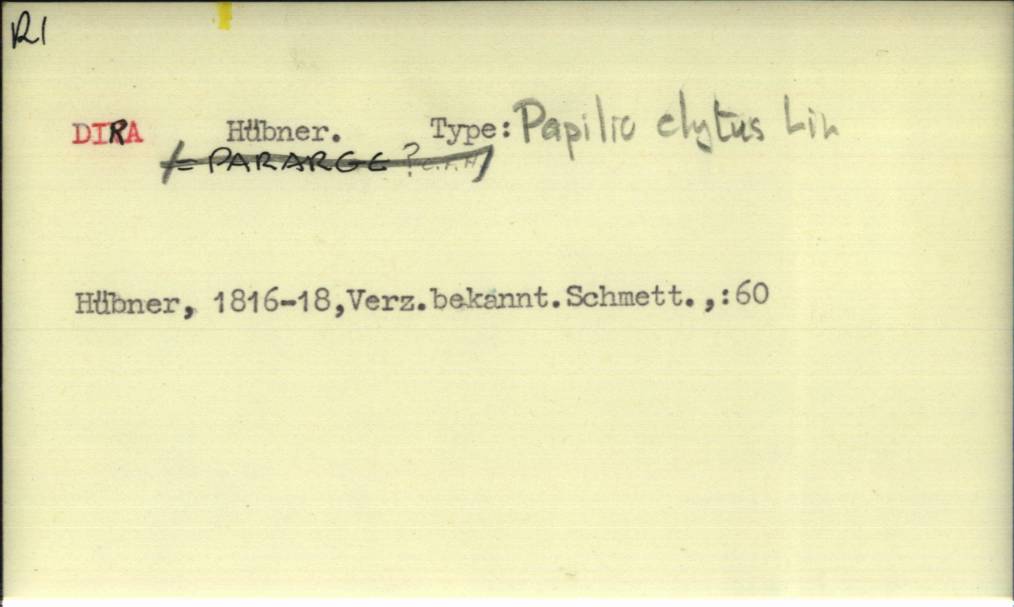 R1
DIRA Hübner. Type: Papilio clytus Lin
[= PARARGE ?
Hübner, 1816-18,Verz.bekannt.Schmett.,:60